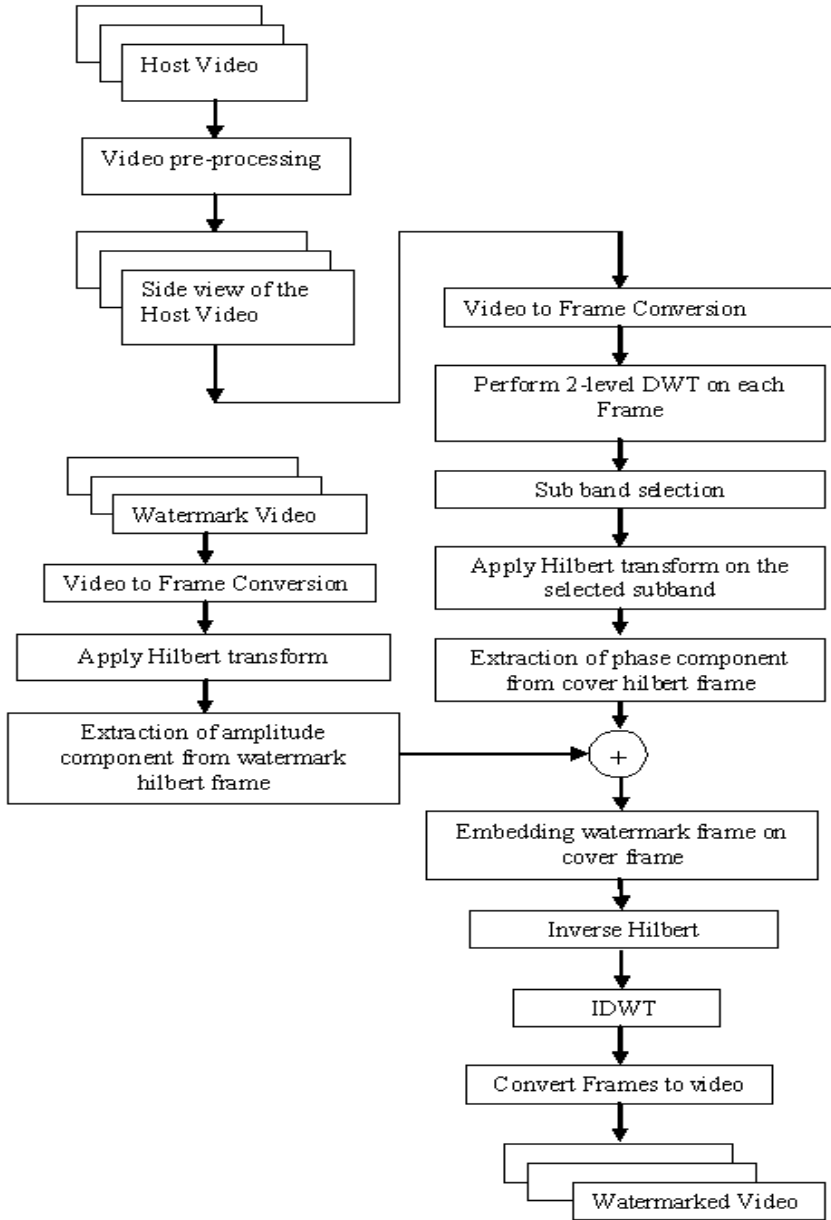 Host Video
Video pre-processing
Side view of the
Host Video
Video to Frame Conversion
Perform 2-level DWT on each
Frame
Sub band selection
Apply Hilbert transform on the
selected subband
Extraction of phase component
from cover hilbert frame
Watermark Video
Video to Frame Conversion
Apply Hilbert transform
Extraction of amplitude
component from watermark
hilbert frame
+
Embedding watermark frame on
cover frame
Inverse Hilbert
IDWT
Convert Frames to video
Watermarked Video